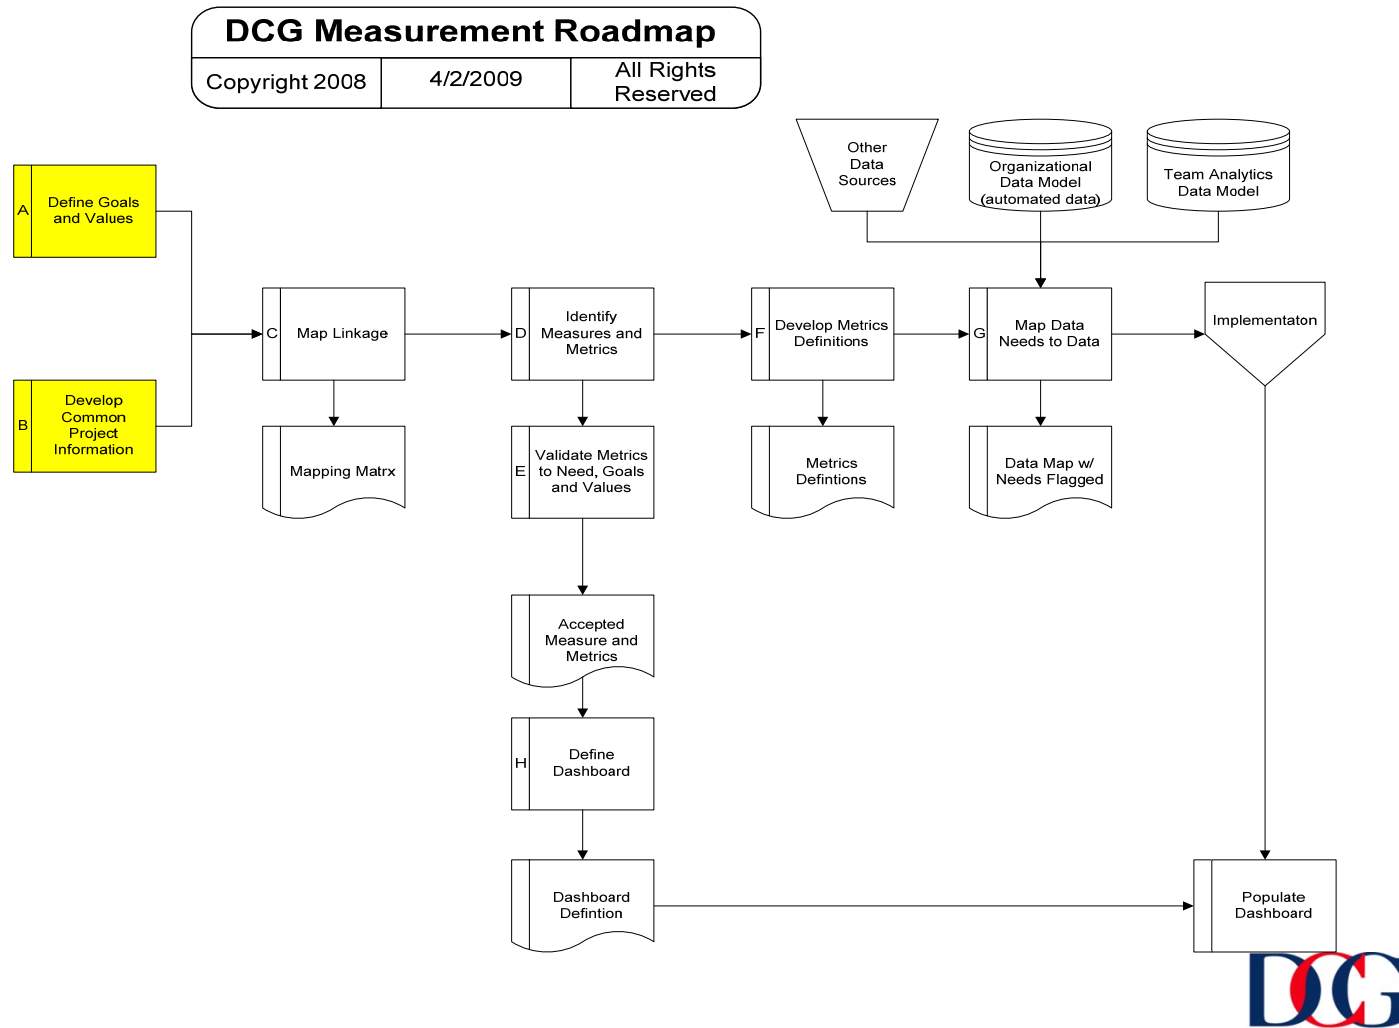 DCG Measurement Roadmap
Copyright 2008
4/2/2009
All Rights
Reserved
Other
Data
Sources
Organizational
Data Model
(automated data)
Team Analytics
Data Model
A
Define Goals
and Values
B
Develop
Common
Project
Information
C
Map Linkage
D
Identify
Measures and
Metrics
F
Develop Metrics
Definitions
G
Map Data
Needs to Data
Implementaton
Mapping Matrx
E
Validate Metrics
to Need, Goals
and Values
Metrics
Defintions
Data Map w/
Needs Flagged
Accepted
Measure and
Metrics
H
Define
Dashboard
Dashboard
Defintion
Populate
Dashboard
DCG